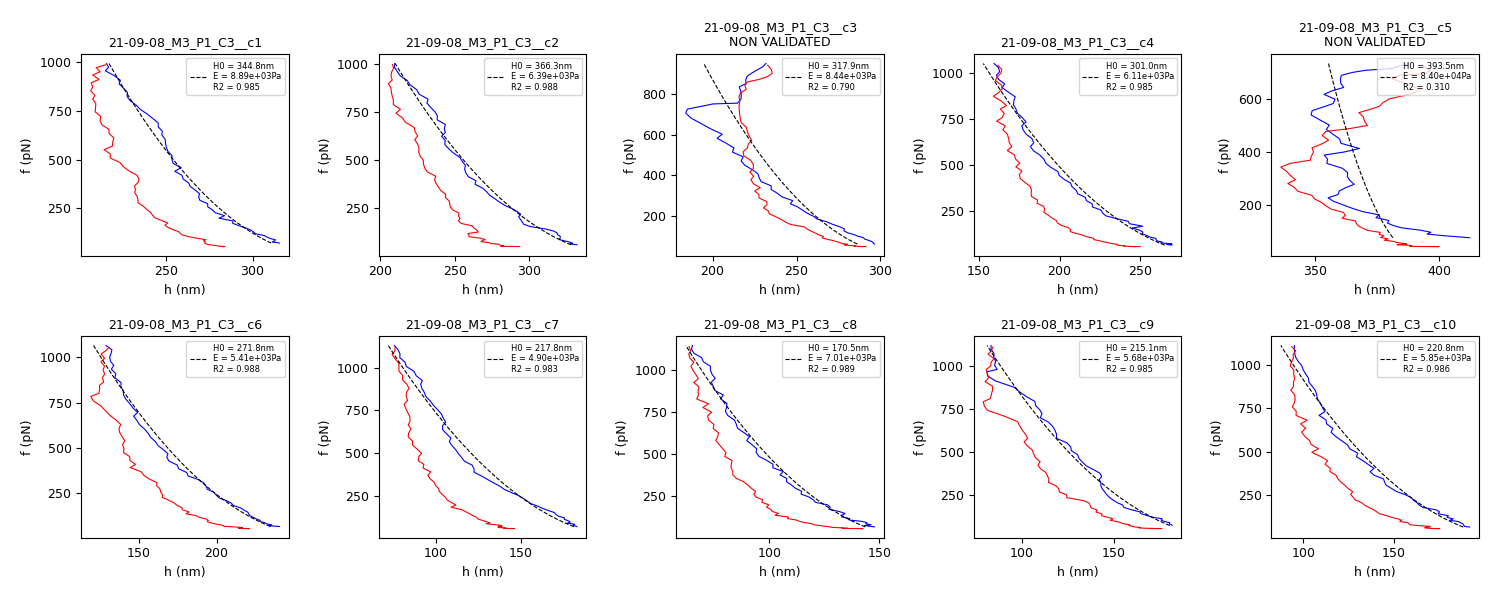 21-09-08_M3_P1_C3__c1
H0 = 344.8nm
E = 8.89e+03Pa
R2 = 0.985
1000
750
500
250
f (pN)
250 300
h (nm)
21-09-08_M3_P1_C3__c2
H0 = 366.3nm
E = 6.39e+03Pa
R2 = 0.988
1000
750
500
250
f (pN)
200 250 300
h (nm)
21-09-08_M3_P1_C3__c3
NON VALIDATED
H0 = 317.9nm
E = 8.44e+03Pa
R2 = 0.790
800
600
400
200
f (pN)
200 250 300
h (nm)
21-09-08_M3_P1_C3__c4
H0 = 301.0nm
E = 6.11e+03Pa
R2 = 0.985
1000
750
500
250
f (pN)
150 200 250
h (nm)
21-09-08_M3_P1_C3__c5
NON VALIDATED
H0 = 393.5nm
E = 8.40e+04Pa
R2 = 0.310
600
400
200
f (pN)
350 400
h (nm)
21-09-08_M3_P1_C3__c6
H0 = 271.8nm
E = 5.41e+03Pa
R2 = 0.988
1000
750
500
250
f (pN)
150 200
h (nm)
21-09-08_M3_P1_C3__c7
H0 = 217.8nm
E = 4.90e+03Pa
R2 = 0.983
1000
750
500
250
f (pN)
100 150
h (nm)
21-09-08_M3_P1_C3__c8
H0 = 170.5nm
E = 7.01e+03Pa
R2 = 0.989
1000
750
500
250
f (pN)
100 150
h (nm)
21-09-08_M3_P1_C3__c9
H0 = 215.1nm
E = 5.68e+03Pa
R2 = 0.985
1000
750
500
250
f (pN)
100 150
h (nm)
21-09-08_M3_P1_C3__c10
H0 = 220.8nm
E = 5.85e+03Pa
R2 = 0.986
1000
750
500
250
f (pN)
100 150
h (nm)